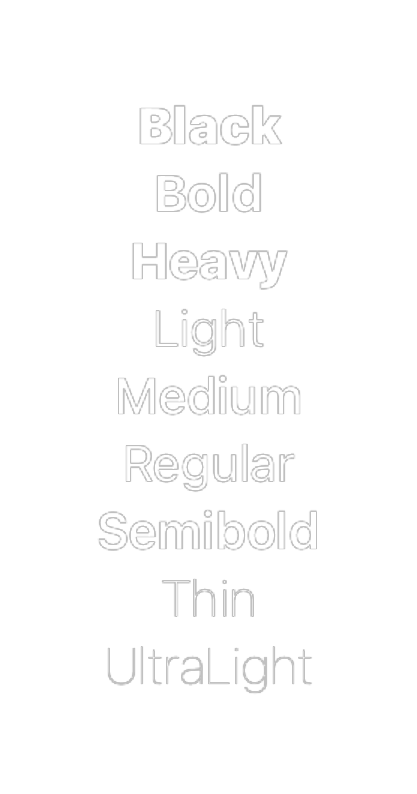 Black
Bold
Heavy
Light
Medium
Regular
Semibold
Thin
UltraLight